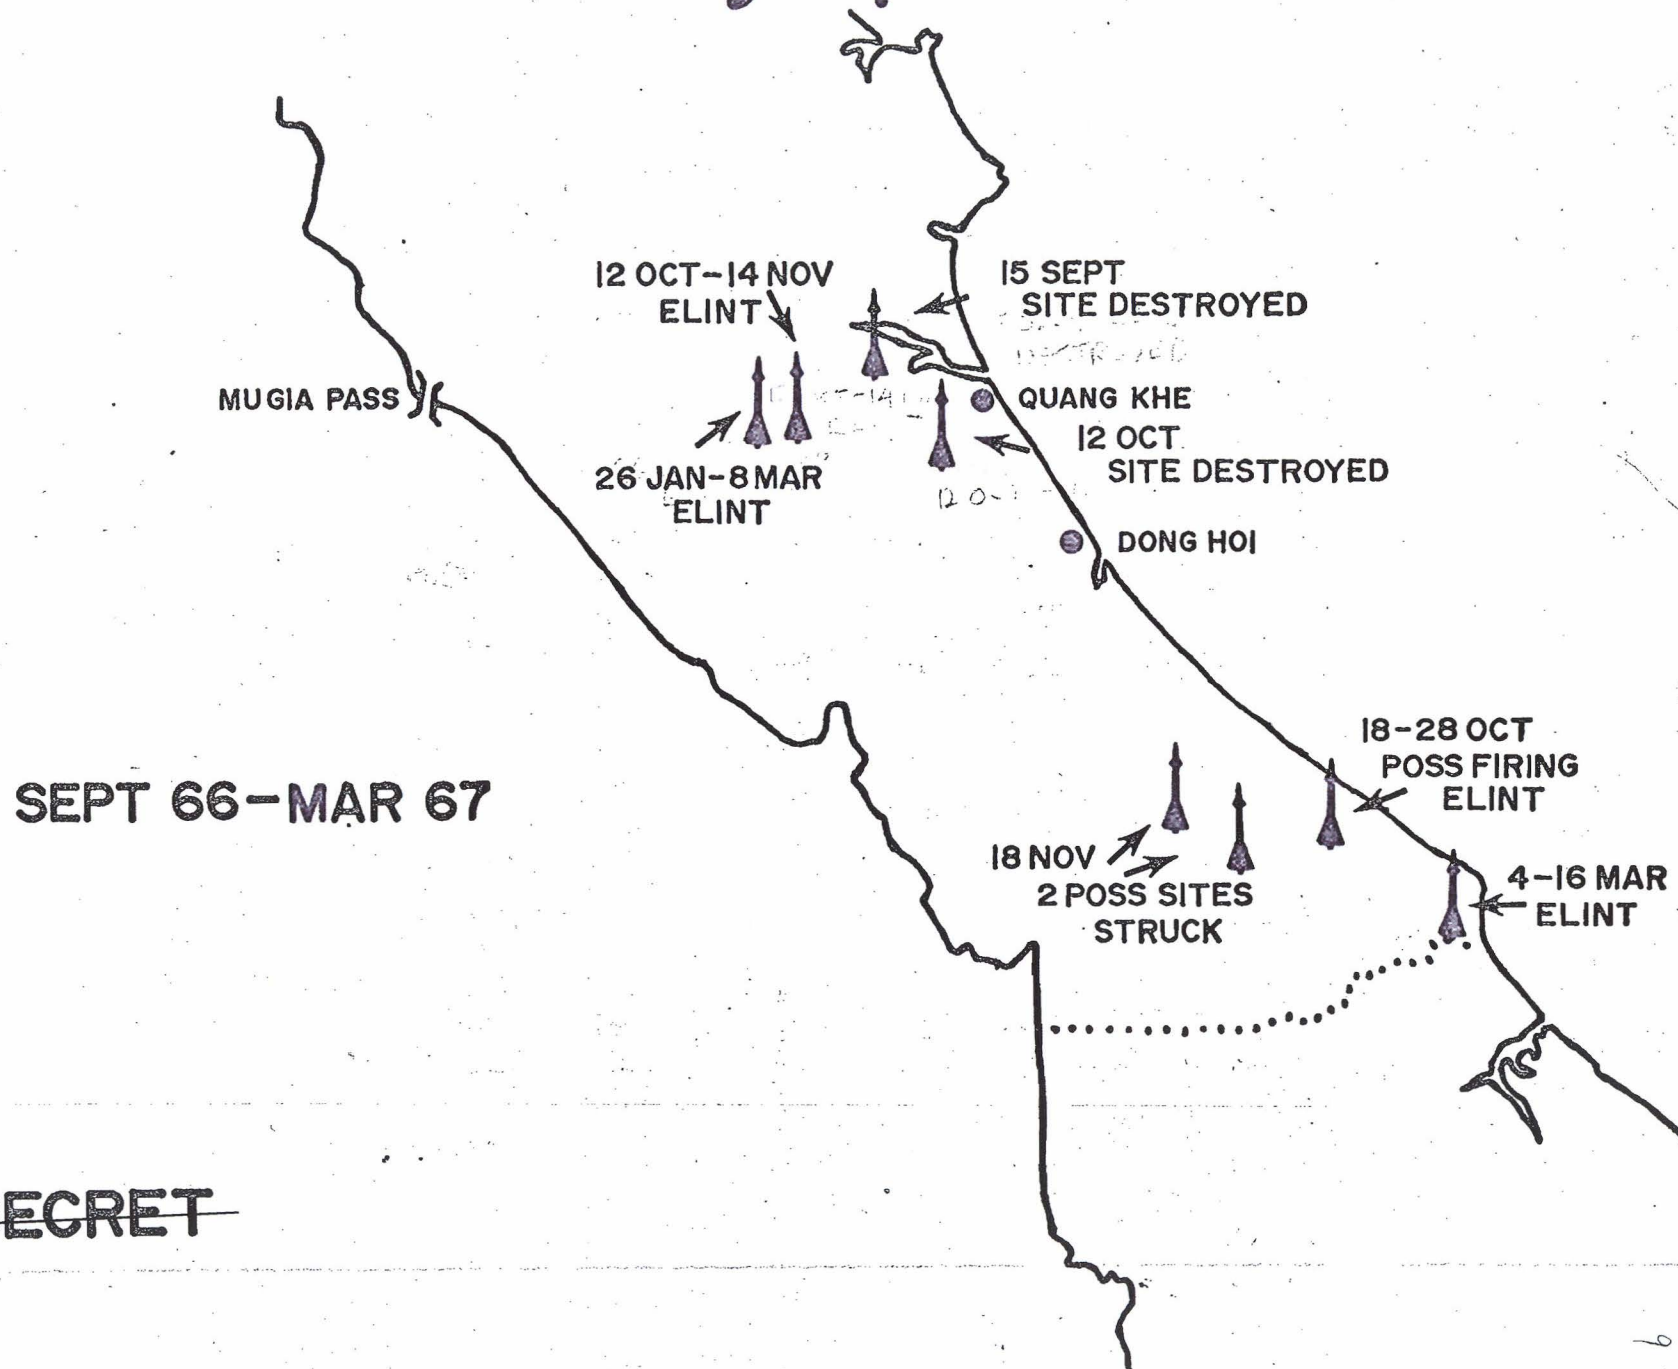 12 OCT-14 NOV
ELINT
15 SEPT
SITE DESTROYED
MUGIA PASS
QUANG KHE
12 OCT
SITE DESTROYED
26 JAN-8 MAR
ELINT
DONG HOI
18-28 OCT
POSS FIRING
ELINT
SEPT 66-MAR 67
18 NOV
2 POSS SITES
STRUCK
4-16 MAR
ELINT
ECRET